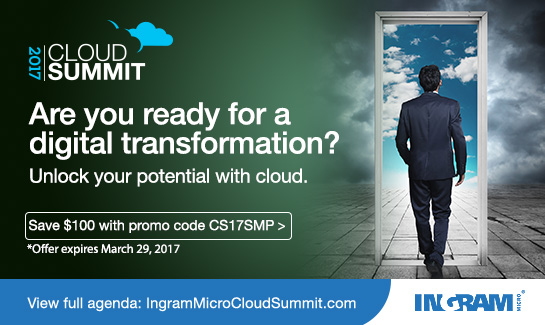 2017
CLOUD
SUMMIT
Are you ready for a
digital transformation?
Unlock your potential with cloud.
Save $100 with promo code CS17SMP >
*Offer expires March 29, 2017
View full agenda: IngramMicroCloudSummit.com
INGRAM MICRO ®